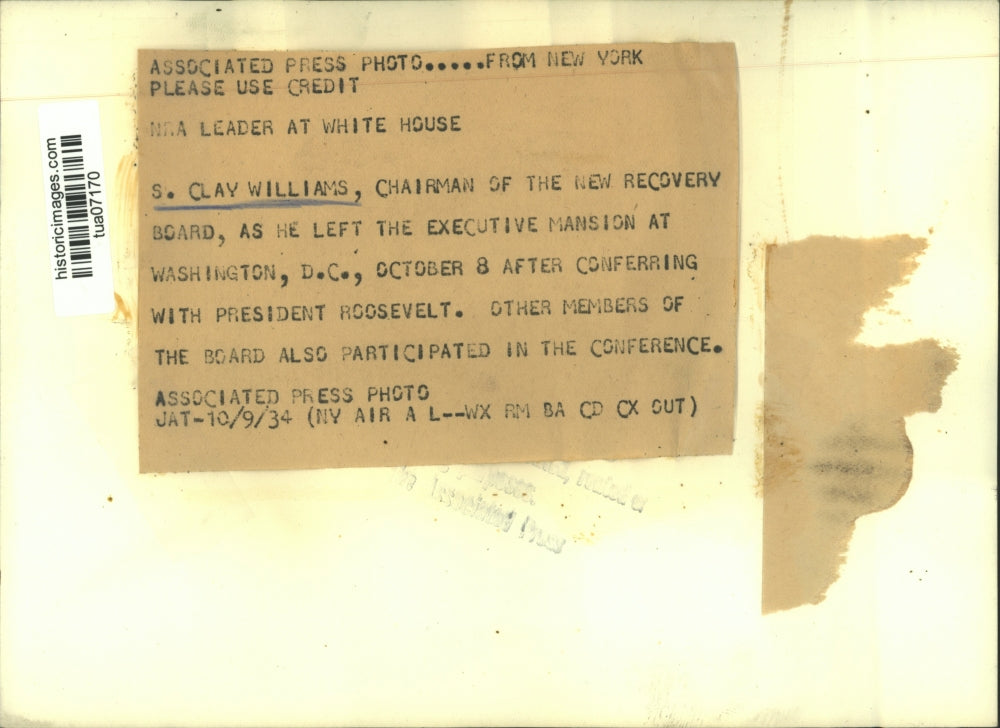 ASSOCIATED PRESS PHOTO.....FROM NEW YORK
PLEASE USE CREDIT
NRA LEADER AT WHITE HOUSE
S. CLAY WILLIAMS, CHAIRMAN OF THE NEW RECOVERY
BOARD, AS HE LEFT THE EXECUTIVE MANSION AT
WASHINGTON, D.C., OCTOBER 8 AFTER CONFERRING
WITH PRESIDENT ROOSEVELT. OTHER MEMBERS OF
THE BOARD ALSO PARTICIPATED IN THE CONFERENCE.
ASSOCIATED PRESS PHOTO
JAT-10/9/34 (NY AIR A L--WX RM BA CD CX OUT)
historicimages.com
tua07170
Associated Press